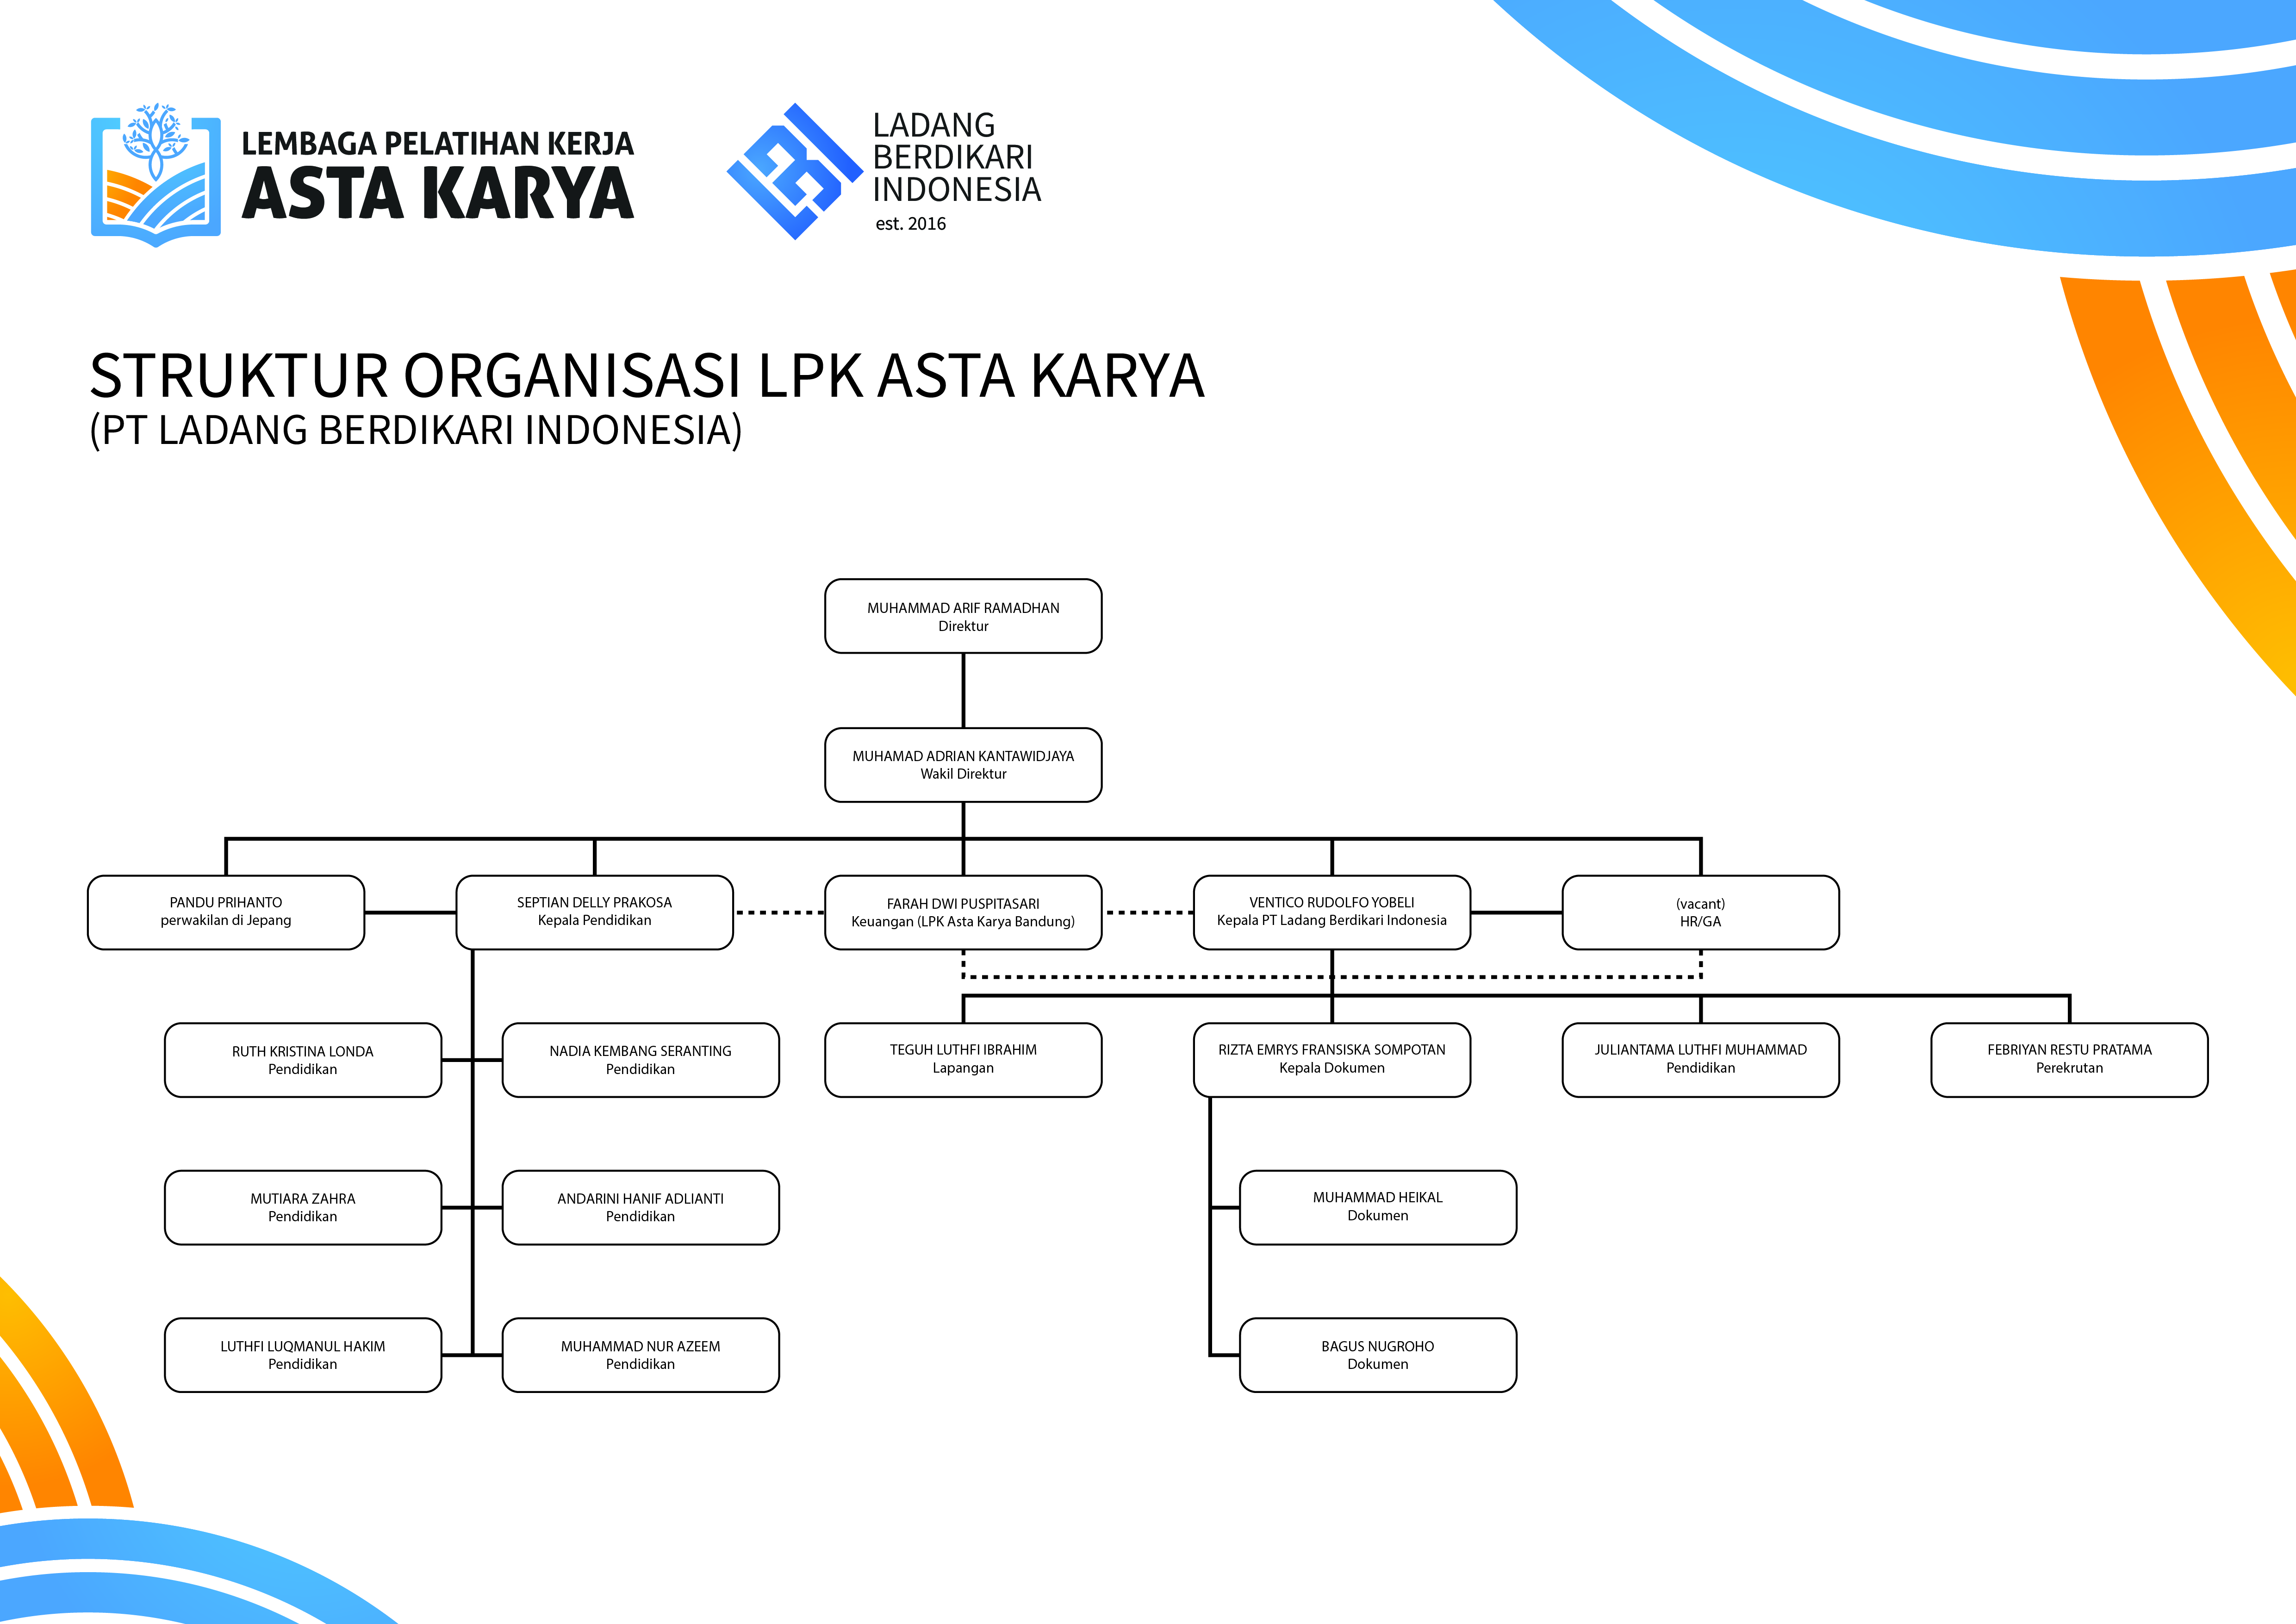 LEMBAGA PELATIHAN KERJA
ASTA KARYA
LADANG
BERDIKARI
INDONESIA
est. 2016
STRUKTUR ORGANISASI LPK ASTA KARYA
(PT LADANG BERDIKARI INDONESIA)
MUHAMMAD ARIF RAMADHAN
Direktur
MUHAMAD ADRIAN KANTAWIDJAYA
Wakil Direktur
PANDU PRIHANTO
perwakilan di Jepang
SEPTIAN DELLY PRAKOSA
Kepala Pendidikan
FARAH DWI PUSPITASARI
Keuangan (LPK Asta Karya Bandung)
VENTICO RUDOLFO YOBELI
Kepala PT Ladang Berdikari Indonesia
(vacant)
HR/GA
RUTH KRISTINA LONDA
Pendidikan
NADIA KEMBANG SERANTING
Pendidikan
TEGUH LUTHFI IBRAHIM
Lapangan
RIZTA EMRYS FRANSISKA SOMPOTAN
Kepala Dokumen
JULIANTAMA LUTHFI MUHAMMAD
Pendidikan
FEBRIYAN RESTU PRATAMA
Perekrutan
MUTIARA ZAHRA
Pendidikan
ANDARINI HANIF ADLIANTI
Pendidikan
MUHAMMAD HEIKAL
Dokumen
LUTHFI LUQMANUL HAKIM
Pendidikan
MUHAMMAD NUR AZEEM
Pendidikan
BAGUS NUGROHO
Dokumen